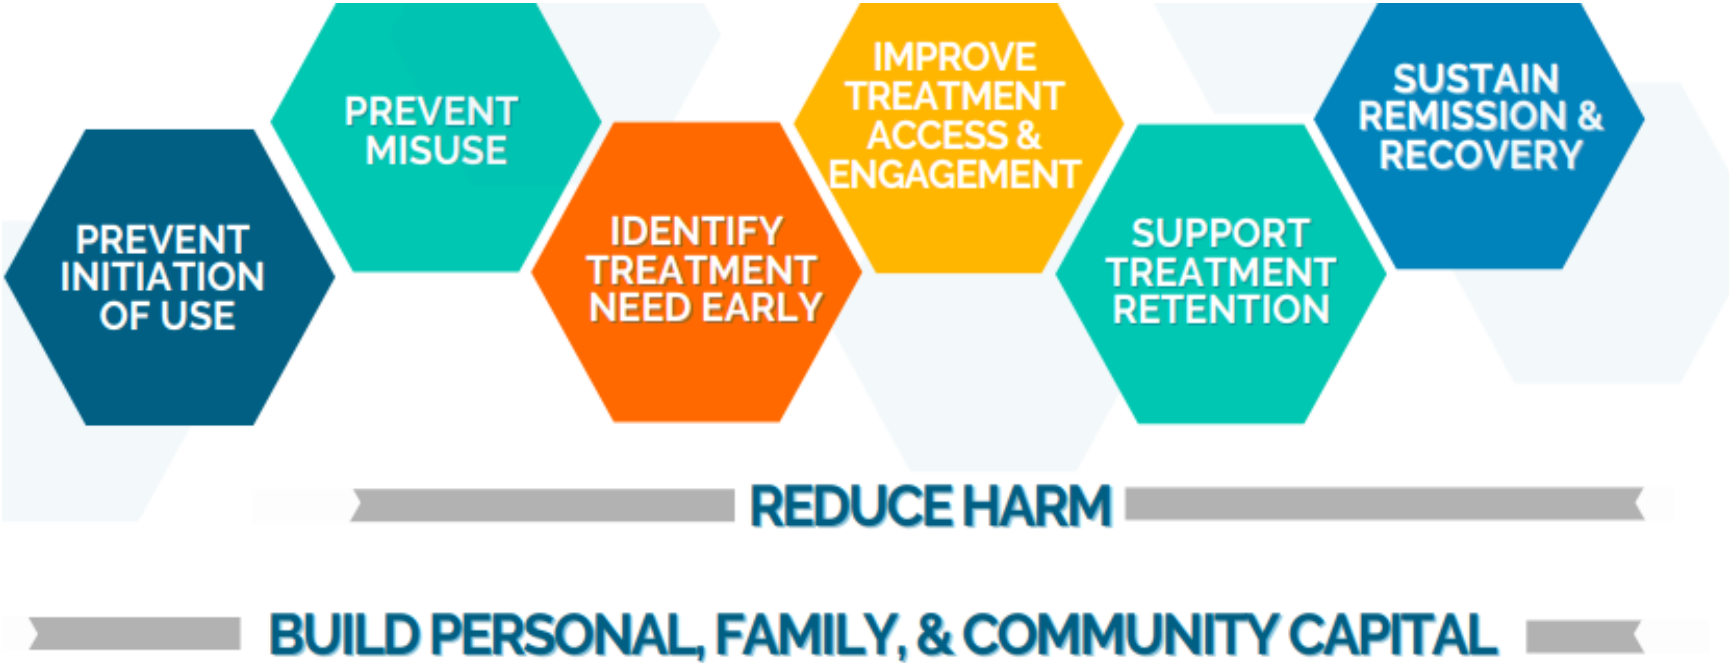 PREVENT
INITIATION
OF USE
PREVENT
MISUSE
IDENTIFY
TREATMENT
NEED EARLY
IMPROVE
TREATMENT
ACCESS &
ENGAGEMENT
SUPPORT
TREATMENT
RETENTION
SUSTAIN
REMISSION &
RECOVERY
REDUCE HARM
BUILD PERSONAL, FAMILY, & COMMUNITY CAPITAL